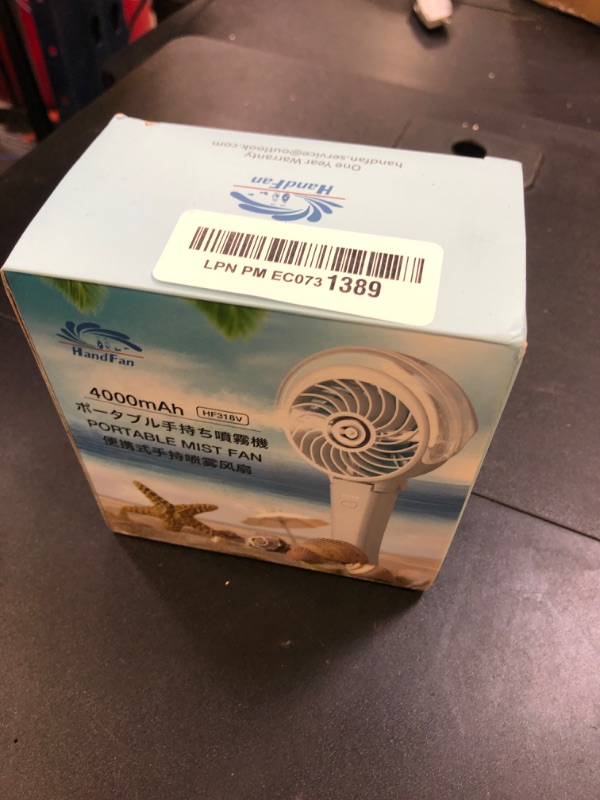 One Year Warranty
handfan.service@outlook.com
HandFan
LPN PM EC073 1389
HandFan
4000mAh HF318V
ポータブル手持ち噴霧機
PORTABLE MIST FAN
便携式手持喷雾风扇